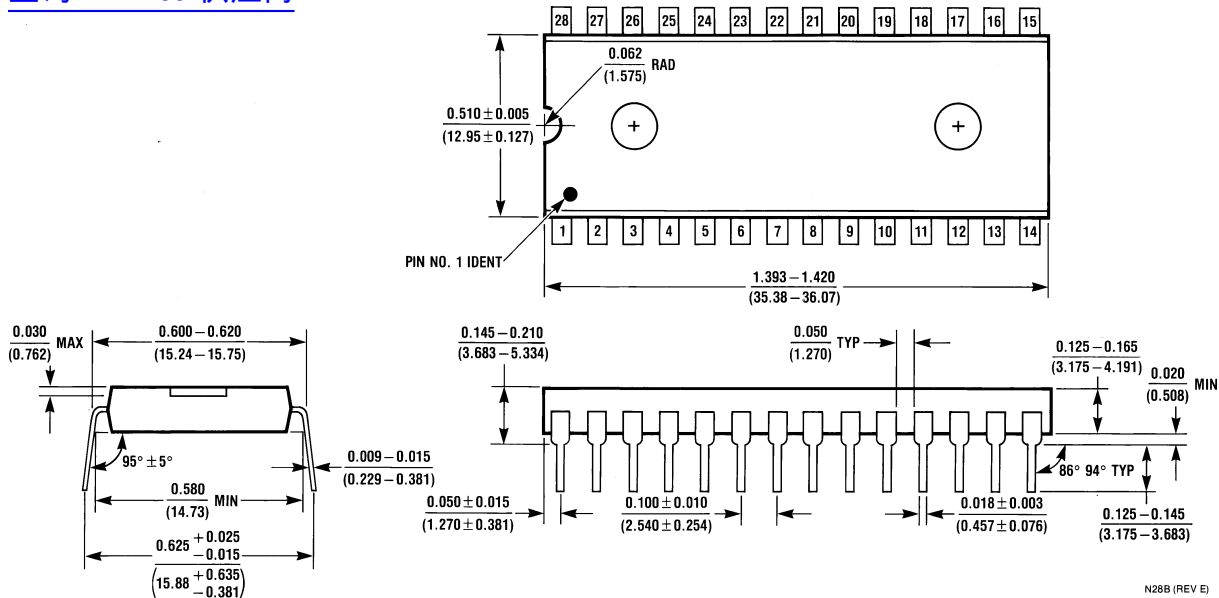 28 27 26 25 24 23 22 21 20 19 18 17 16 15
0.062
(1.575)
RAD
0.510 ± 0.005
(12.95 ± 0.127)
1 2 3 4 5 6 7 8 9 10 11 12 13 14
PIN NO. 1 IDENT
1.393 – 1.420
(35.38 – 36.07)
0.030
(0.762)
MAX
0.600 – 0.620
(15.24 – 15.75)
95° ± 5°
0.009 – 0.015
(0.229 – 0.381)
0.580
(14.73)
MIN
0.625 + 0.025
– 0.015
(15.88 + 0.635)
– 0.381
0.145 – 0.210
(3.683 – 5.334)
0.050
(1.270)
TYP
0.125 – 0.165
(3.175 – 4.191)
0.020
(0.508)
MIN
86° 94° TYP
0.050 ± 0.015
(1.270 ± 0.381)
0.100 ± 0.010
(2.540 ± 0.254)
0.018 ± 0.003
(0.457 ± 0.076)
0.125 – 0.145
(3.175 – 3.683)
N28B (REV E)